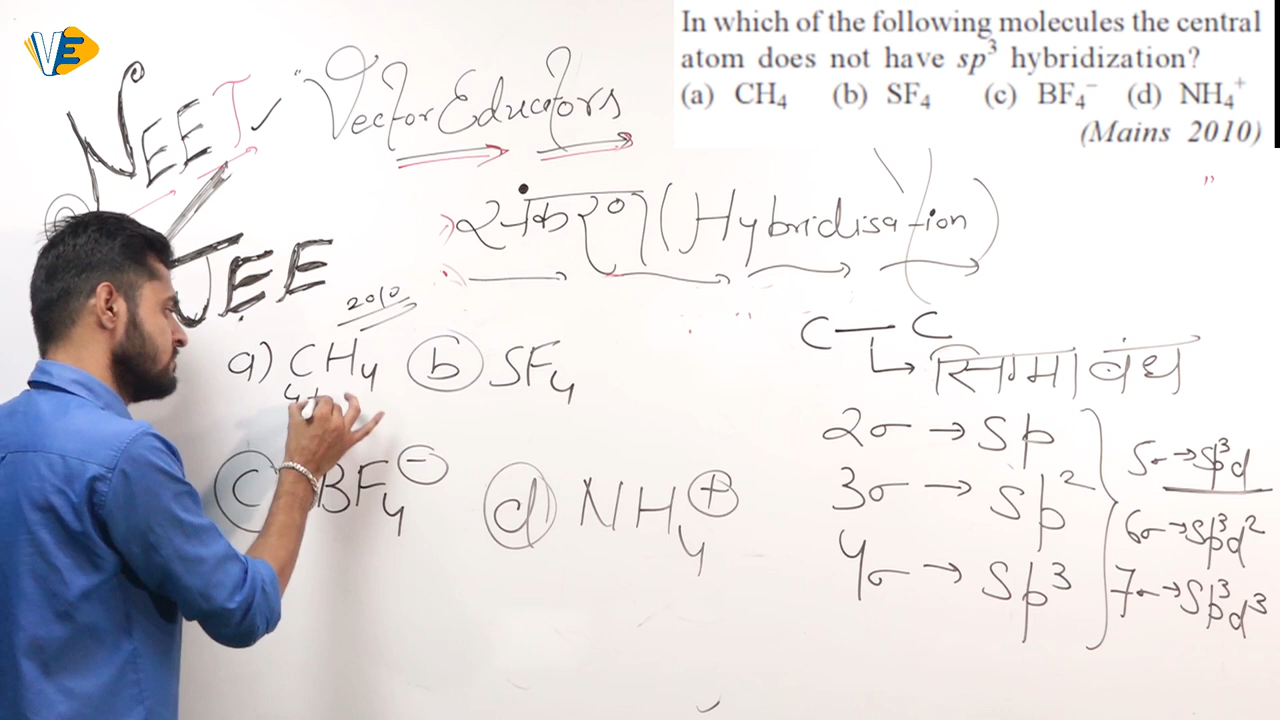 VE
In which of the following molecules the central
atom does not have sp³ hybridization?
(a) CH₄ (b) SF₄ (c) BF₄⁻ (d) NH₄⁺
(Mains 2010)
NEET
Vector Educators
JEE
संकरण (Hybridisation)
2010
a) CH₄ (b) SF₄
4+
(c) BF₄⁻ (d) NH₄⁺
C—C
सिग्मा बंध
2σ → sp
3σ → sp²
4σ → sp³
5σ → sp³d
6σ → sp³d²
7σ → sp³d³